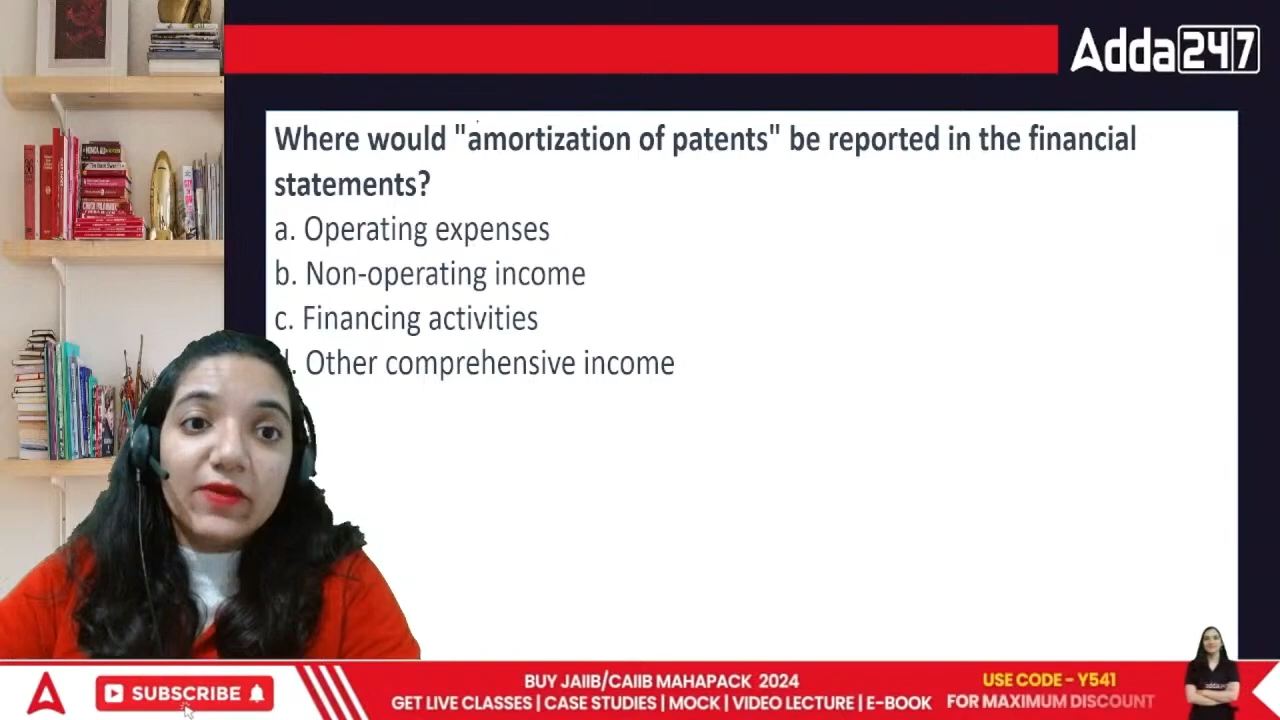 Adda247
Where would "amortization of patents" be reported in the financial
statements?
a. Operating expenses
b. Non-operating income
c. Financing activities
. Other comprehensive income
SUBSCRIBE
BUY JAIIB/CAIIB MAHAPACK 2024
GET LIVE CLASSES | CASE STUDIES | MOCK | VIDEO LECTURE | E-BOOK
USE CODE - Y541
FOR MAXIMUM DISCOUNT